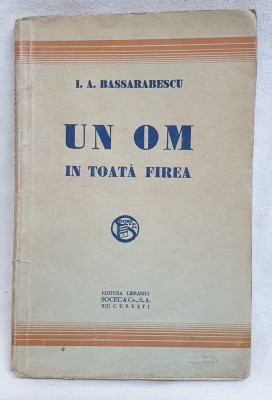 I. A. BASSARABESCU
UN OM
IN TOATĂ FIREA
EDITURA LIBRĂRIEI
SOCEC & Co., S. A.
BUCUREȘTI